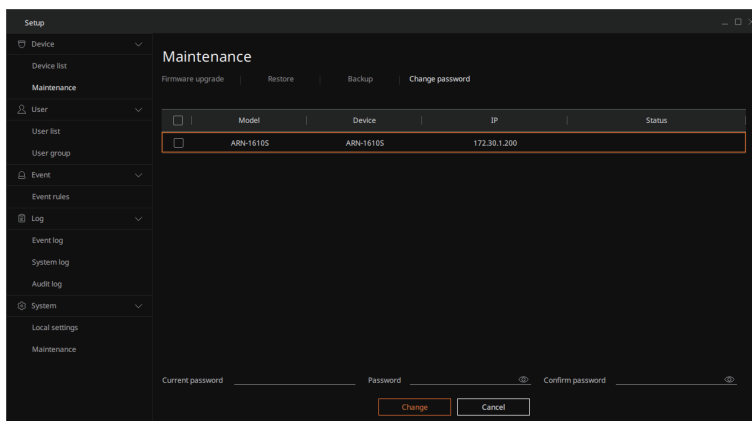 Setup
Device
Device list
Maintenance
User
User list
User group
Event
Event rules
Log
Event log
System log
Audit log
System
Local settings
Maintenance
Maintenance
Firmware upgrade | Restore | Backup | Change password
Model | Device | IP | Status
ARN-1610S ARN-1610S 172.30.1.200
Current password Password Confirm password
Change Cancel